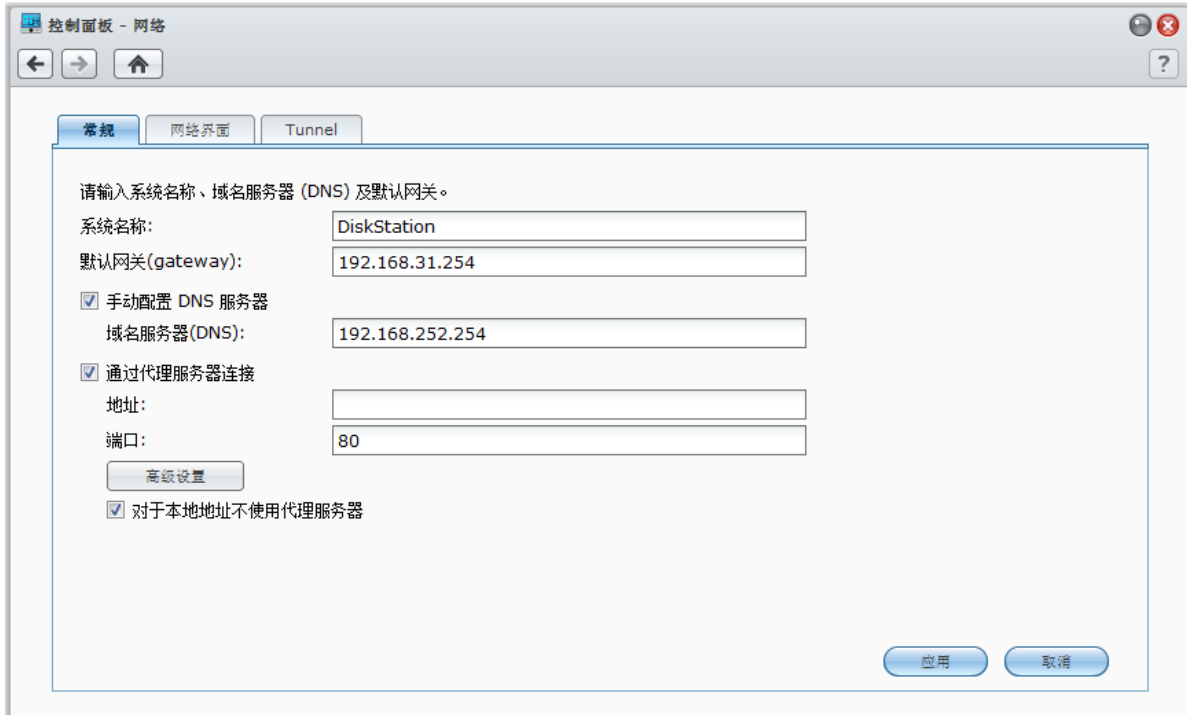 控制面板 - 网络
?
常规 网络界面 Tunnel
请输入系统名称、域名服务器 (DNS) 及默认网关。
系统名称: DiskStation
默认网关(gateway): 192.168.31.254
手动配置 DNS 服务器
域名服务器(DNS): 192.168.252.254
通过代理服务器连接
地址:
端口: 80
高级设置
对于本地地址不使用代理服务器
应用 取消